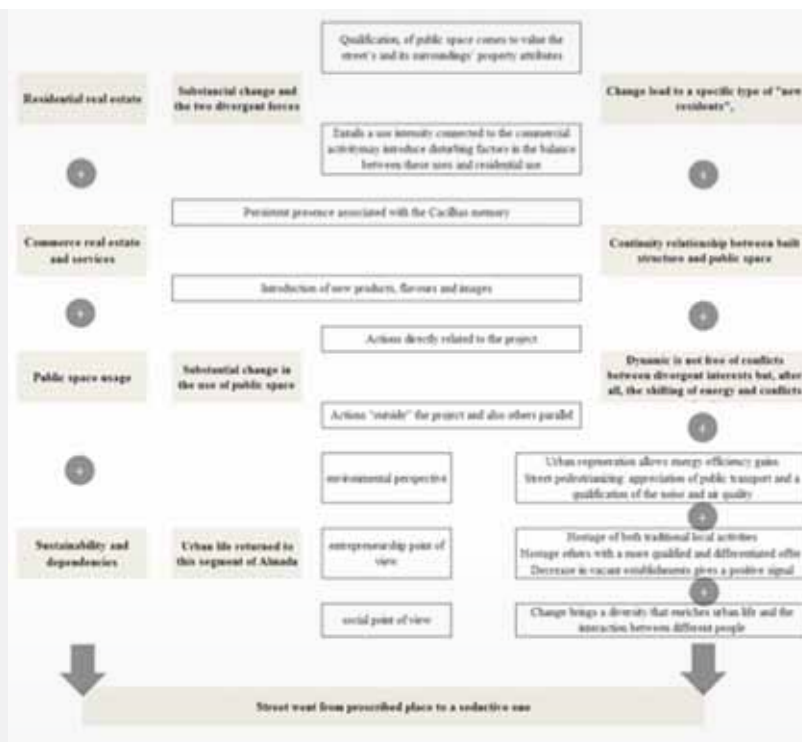 Qualification, of public space comes to value the
street's and its surroundings' property attributes
Residential real estate
Substancial change and
the two divergent forces
Change lead to a specific type of "new
residents",
Entails a use intensity connected to the commercial
activitymay introduce disturbing factors in the balance
between these uses and residential use
+
+
Persistent presence associated with the Cacilhas memory
Commerce real estate
and services
Continuity relationship between built
structure and public space
Introduction of new products, flavours and images
+
+
Actions directly related to the project
Public space usage
Substantial change in
the use of public space
Dynamic is not free of conflicts
between divergent interests but, after
all, the shifting of energy and conflicts
Actions "outside" the project and also others parallel
+
+
environmental perspective
Urban regeneration allows energy efficiency gains
Street pedestrianizing: appreciation of public transport and a
qualification of the noise and air quality
+
Sustainability and
dependencies
Urban life returned to
this segment of Almada
entrepreneurship point of
view
Hostage of both traditional local activities
Hostage others with a more qualified and differentiated offer
Decrease in vacant establishments gives a positive signal
+
social point of view
Change brings a diversity that enriches urban life and the
interaction between different people
Street went from proscribed place to a seductive one